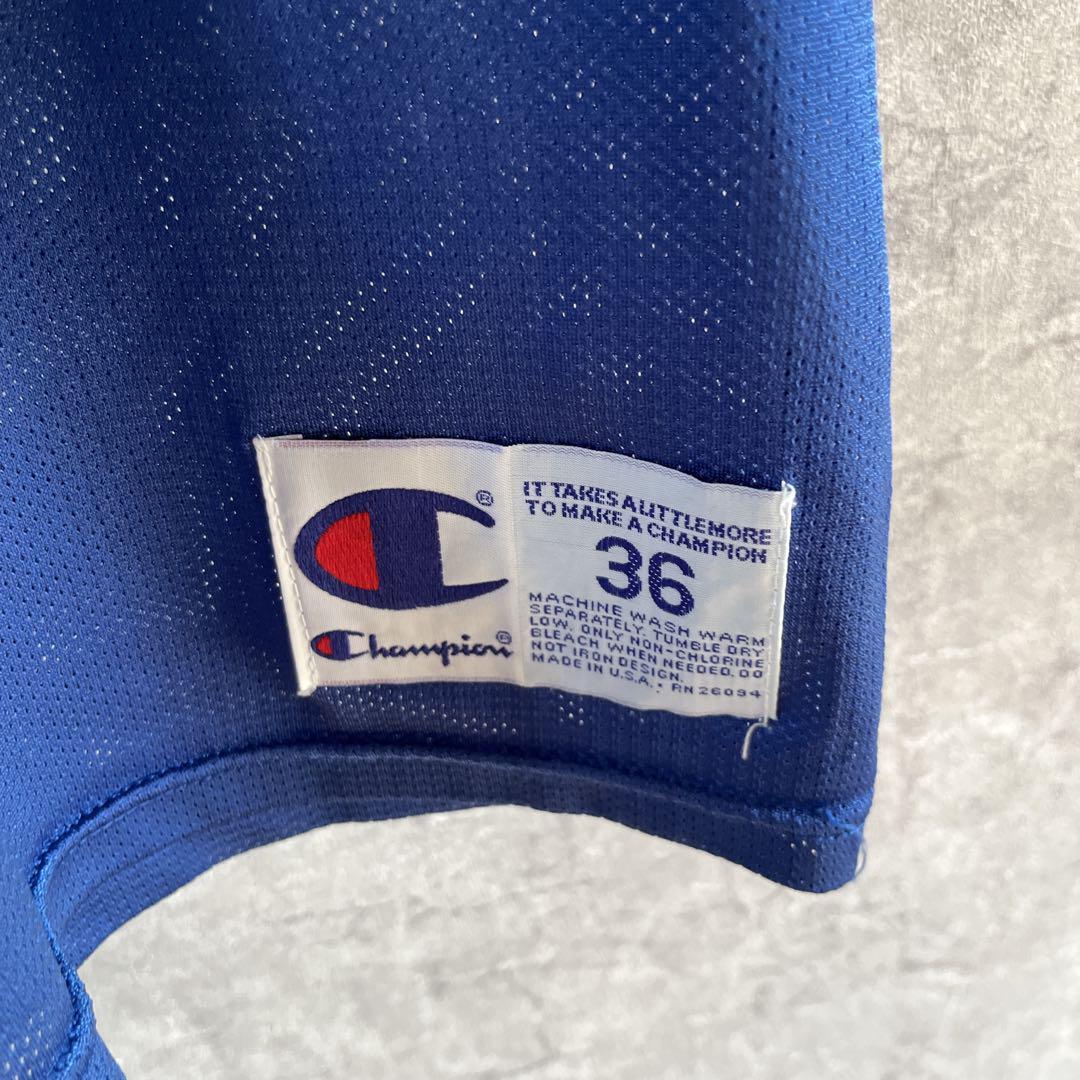 ®
Champion®
IT TAKES A LITTLE MORE
TO MAKE A CHAMPION
36
MACHINE WASH WARM
SEPARATELY. TUMBLE DRY
LOW. ONLY NON-CHLORINE
BLEACH WHEN NEEDED. DO
NOT IRON DESIGN.
MADE IN U.S.A. • RN 26094